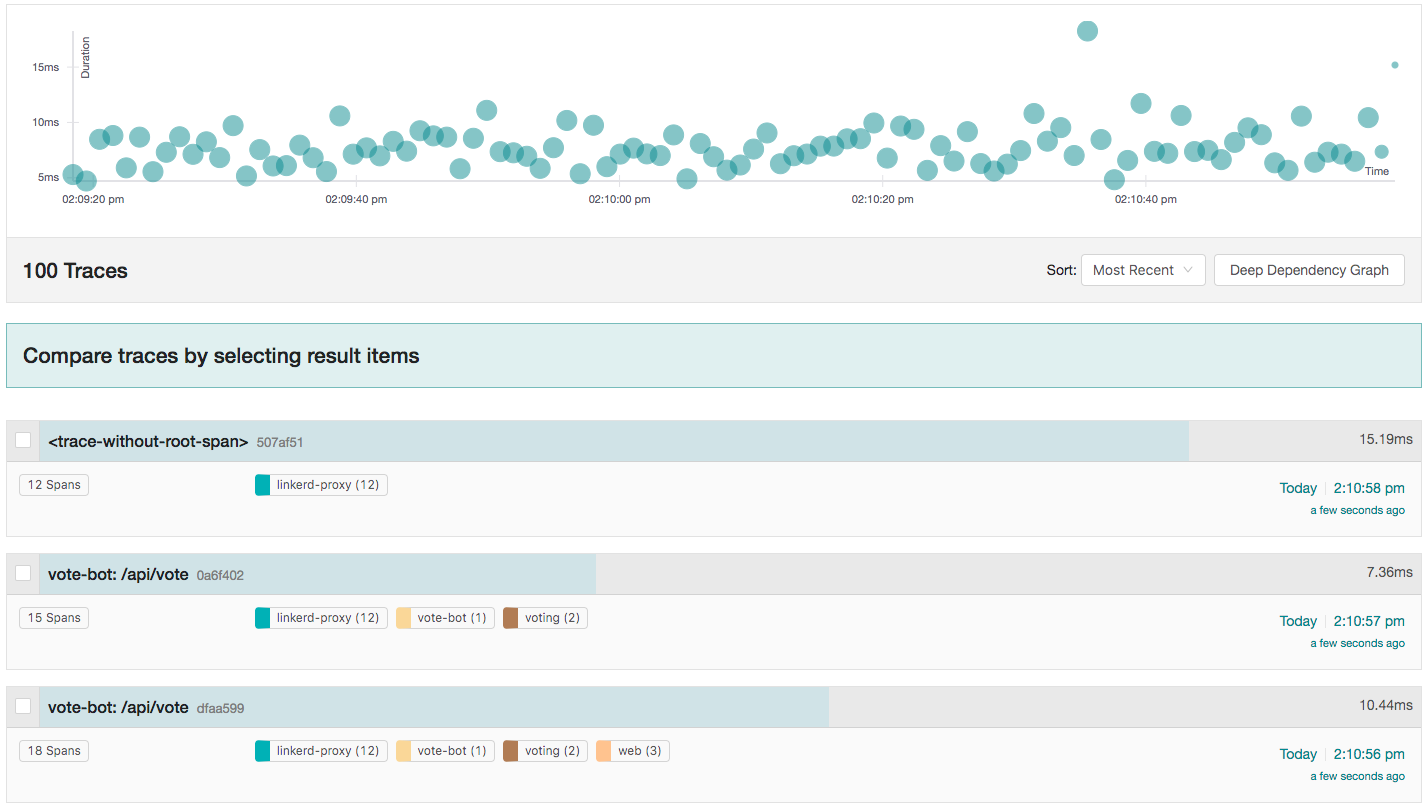 Duration
15ms
10ms
5ms
Time
02:09:20 pm 02:09:40 pm 02:10:00 pm 02:10:20 pm 02:10:40 pm
100 Traces Sort: Most Recent Deep Dependency Graph
Compare traces by selecting result items
<trace-without-root-span> 507af51 15.19ms
12 Spans linkerd-proxy (12) Today 2:10:58 pm
a few seconds ago
vote-bot: /api/vote 0a6f402 7.36ms
15 Spans linkerd-proxy (12) vote-bot (1) voting (2) Today 2:10:57 pm
a few seconds ago
vote-bot: /api/vote dfaa599 10.44ms
18 Spans linkerd-proxy (12) vote-bot (1) voting (2) web (3) Today 2:10:56 pm
a few seconds ago